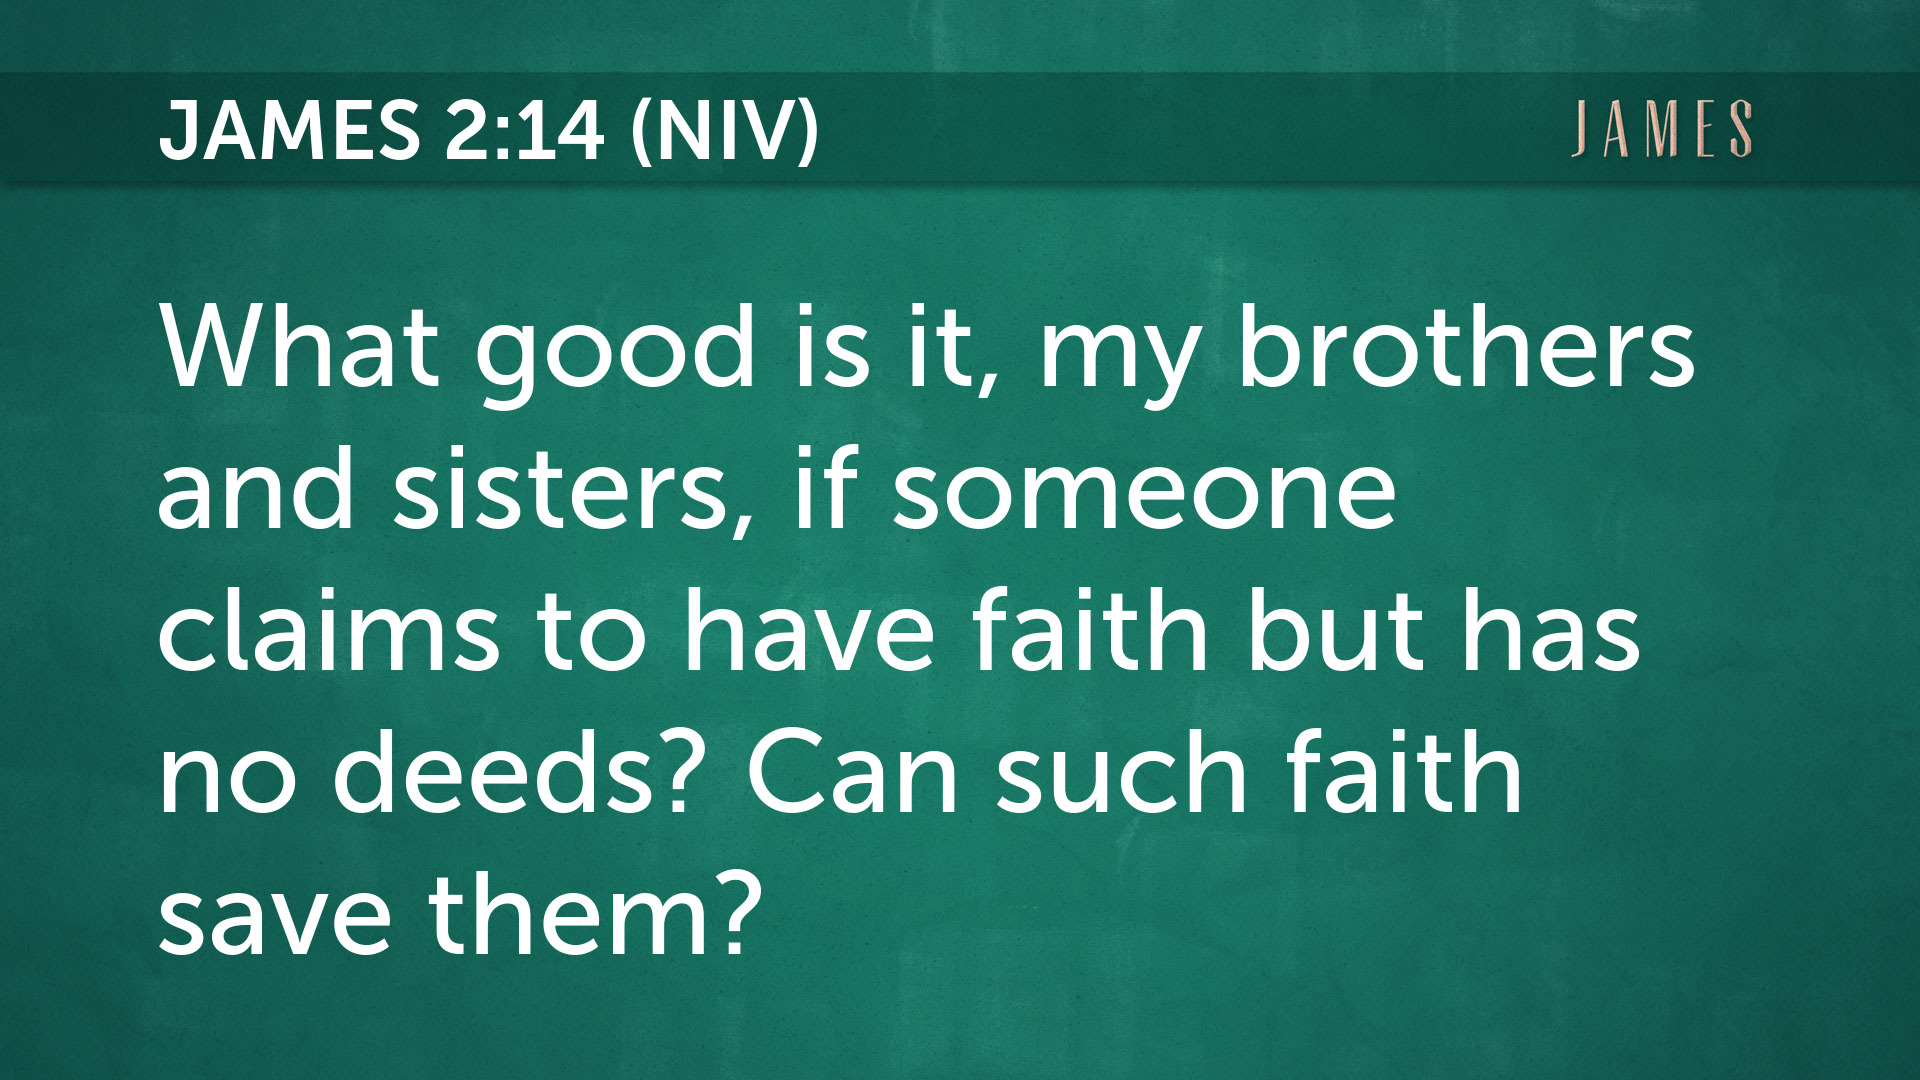 JAMES 2:14 (NIV)
JAMES
What good is it, my brothers
and sisters, if someone
claims to have faith but has
no deeds? Can such faith
save them?